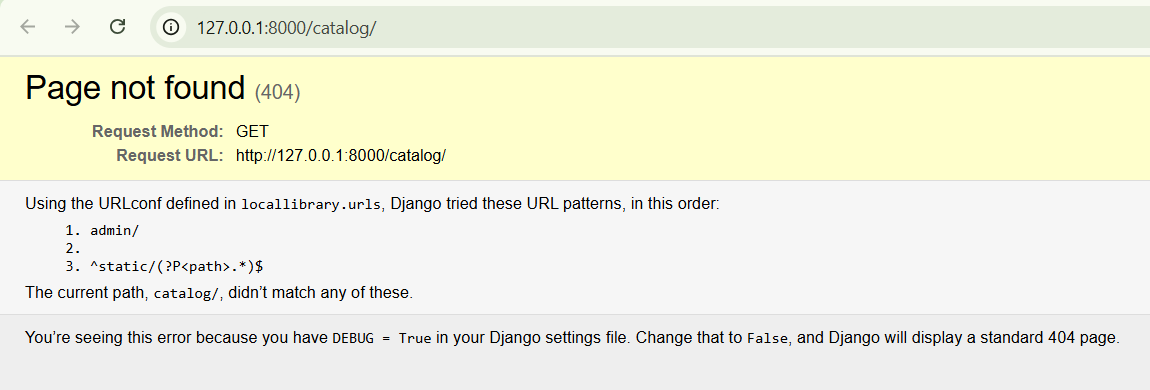 127.0.0.1:8000/catalog/
Page not found (404)
Request Method: GET
Request URL: http://127.0.0.1:8000/catalog/
Using the URLconf defined in locallibrary.urls, Django tried these URL patterns, in this order:
1. admin/
2.
3. ^static/(?P<path>.*)$
The current path, catalog/, didn’t match any of these.
You’re seeing this error because you have DEBUG = True in your Django settings file. Change that to False, and Django will display a standard 404 page.